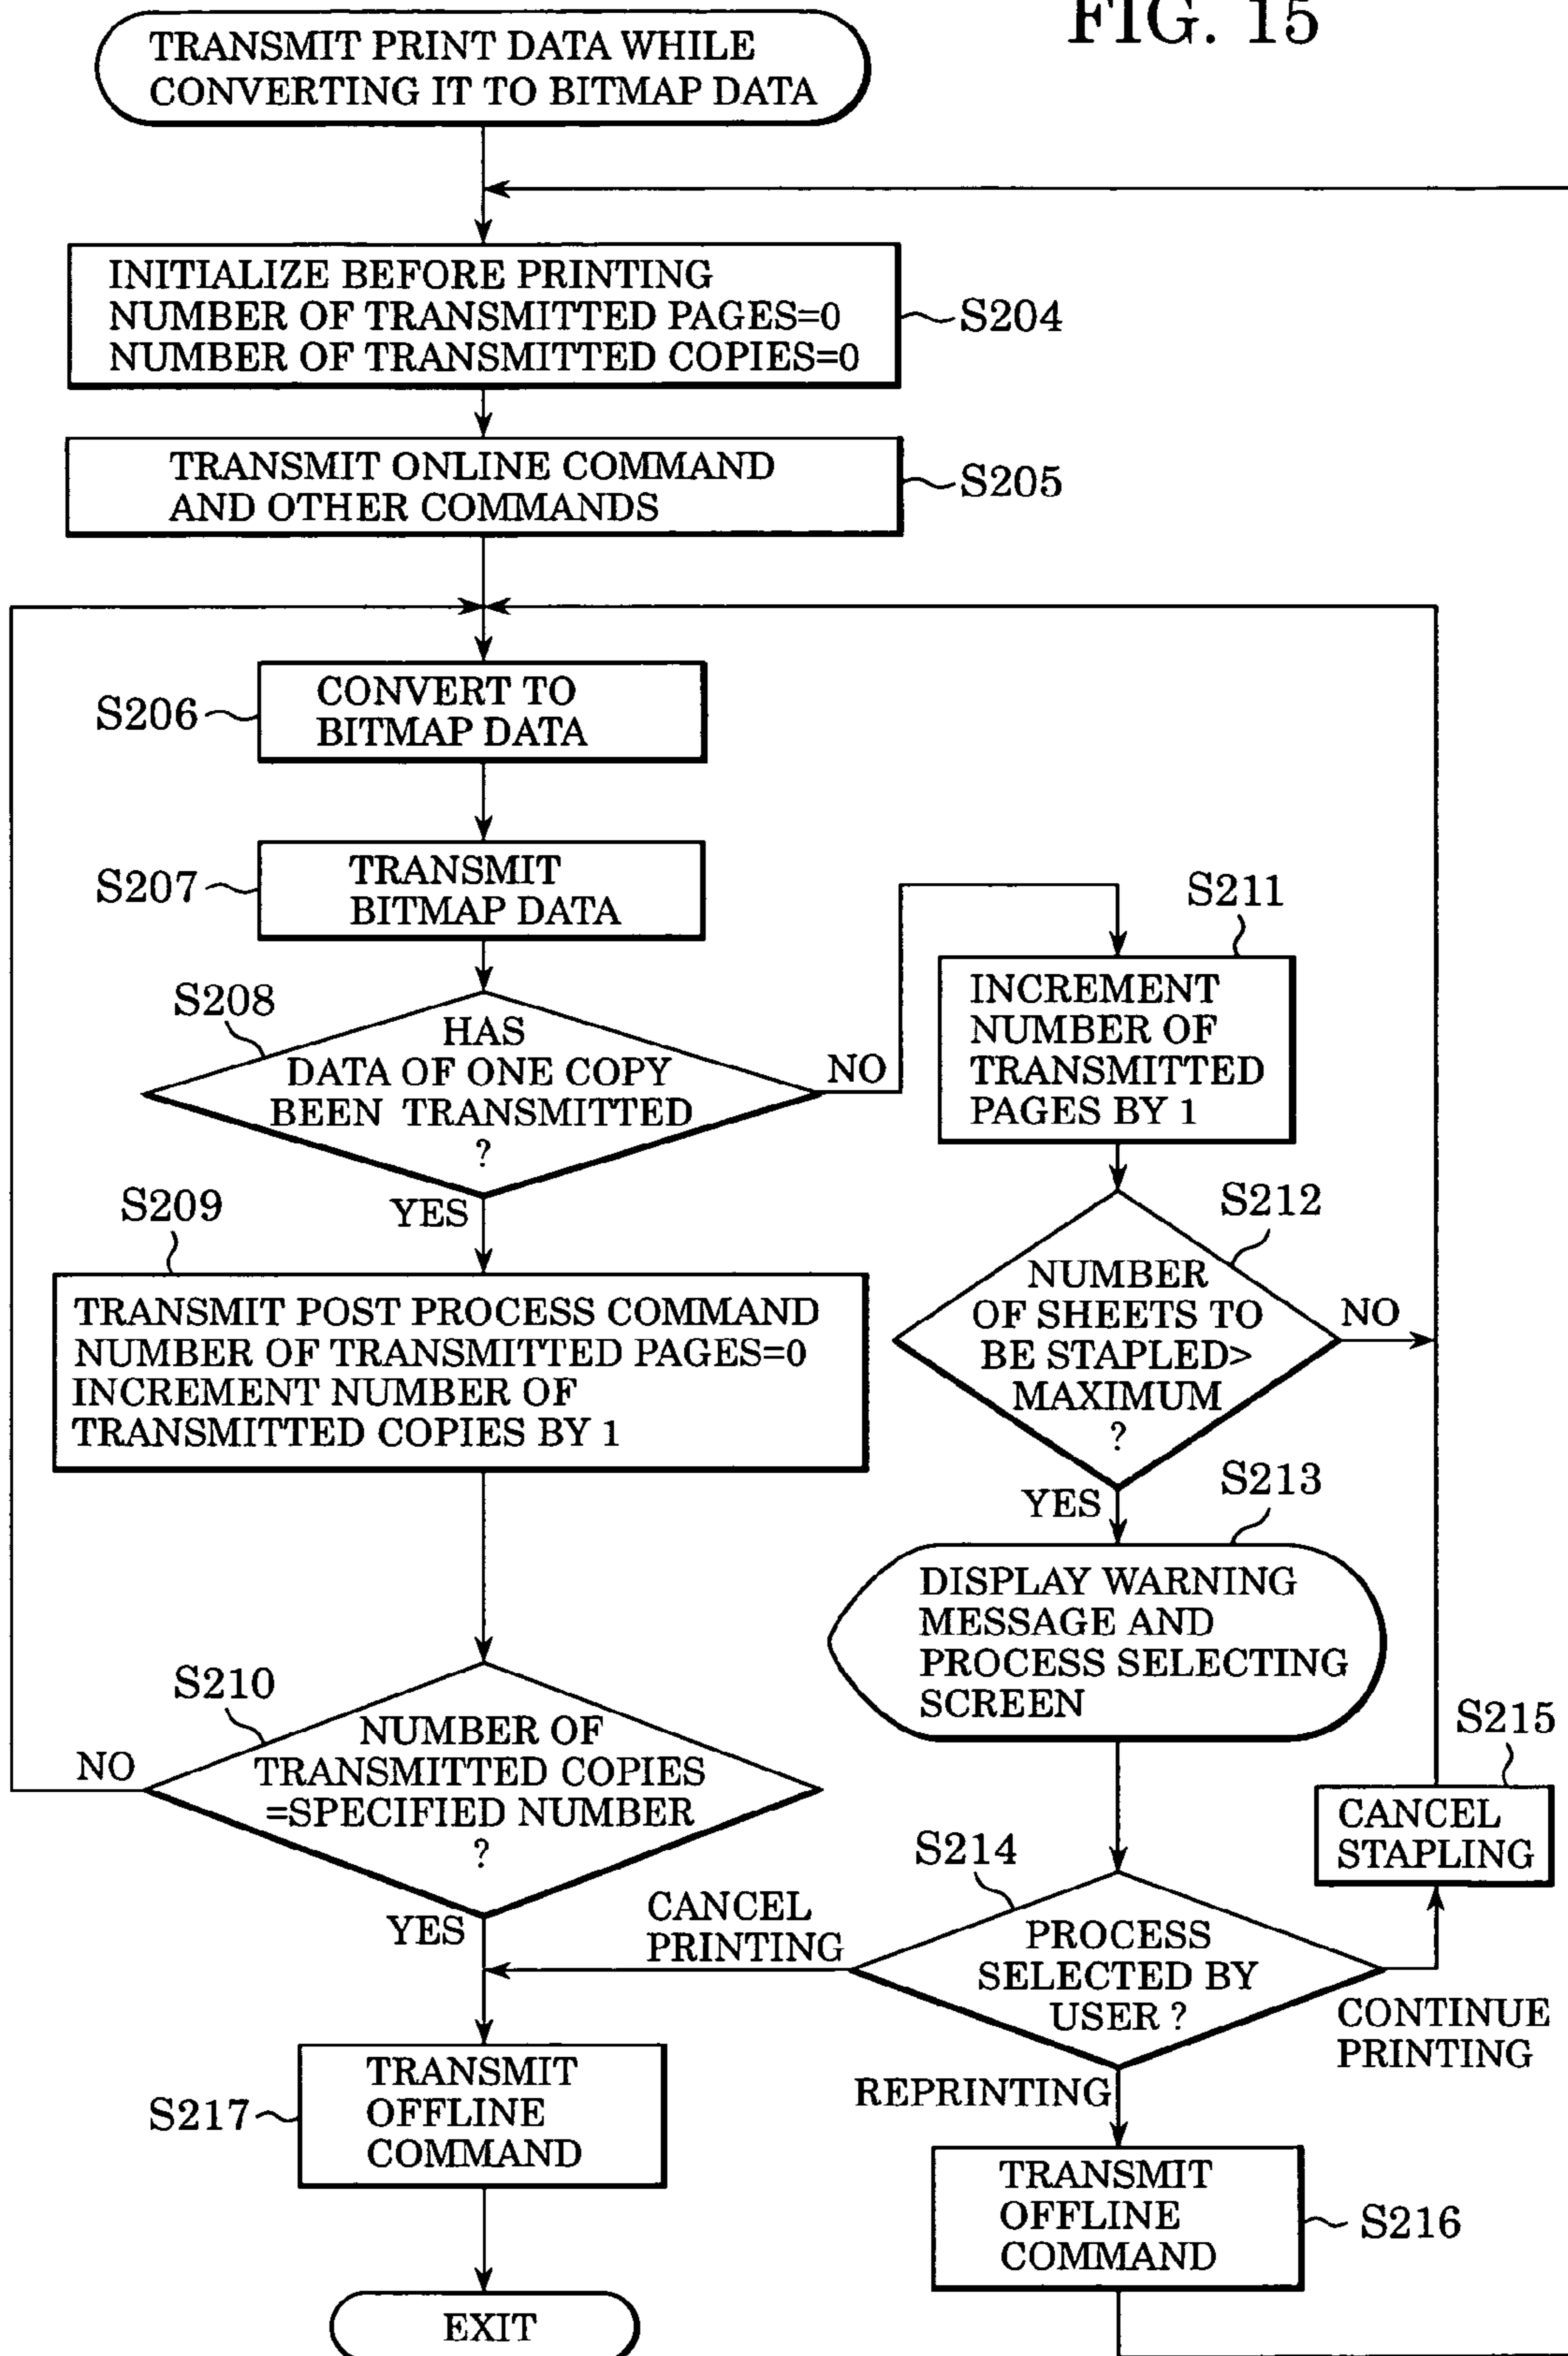 FIG. 15
TRANSMIT PRINT DATA WHILE
CONVERTING IT TO BITMAP DATA
INITIALIZE BEFORE PRINTING
NUMBER OF TRANSMITTED PAGES=0
NUMBER OF TRANSMITTED COPIES=0
S204
TRANSMIT ONLINE COMMAND
AND OTHER COMMANDS
S205
S206
CONVERT TO
BITMAP DATA
S207
TRANSMIT
BITMAP DATA
S208
HAS
DATA OF ONE COPY
BEEN TRANSMITTED
?
NO
YES
S211
INCREMENT
NUMBER OF
TRANSMITTED
PAGES BY 1
S209
TRANSMIT POST PROCESS COMMAND
NUMBER OF TRANSMITTED PAGES=0
INCREMENT NUMBER OF
TRANSMITTED COPIES BY 1
S212
NUMBER
OF SHEETS TO
BE STAPLED>
MAXIMUM
?
NO
YES
S213
DISPLAY WARNING
MESSAGE AND
PROCESS SELECTING
SCREEN
S210
NUMBER OF
TRANSMITTED COPIES
=SPECIFIED NUMBER
?
NO
YES
S215
CANCEL
STAPLING
S214
PROCESS
SELECTED BY
USER ?
CANCEL
PRINTING
CONTINUE
PRINTING
REPRINTING
S217
TRANSMIT
OFFLINE
COMMAND
TRANSMIT
OFFLINE
COMMAND
S216
EXIT